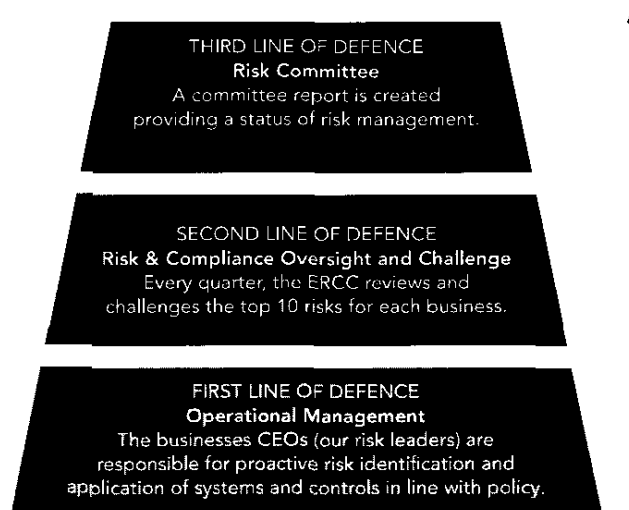 THIRD LINE OF DEFENCE
Risk Committee
A committee report is created
providing a status of risk management.
SECOND LINE OF DEFENCE
Risk & Compliance Oversight and Challenge
Every quarter, the ERCC reviews and
challenges the top 10 risks for each business.
FIRST LINE OF DEFENCE
Operational Management
The businesses CEOs (our risk leaders) are
responsible for proactive risk identification and
application of systems and controls in line with policy.